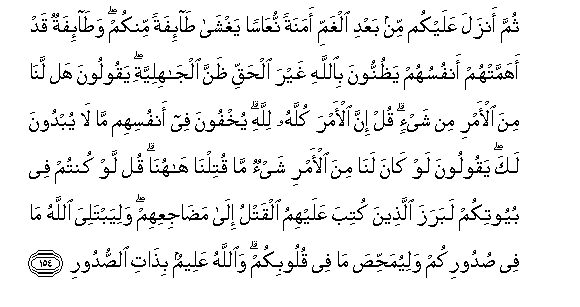 ثُمَّ أَنزَلَ عَلَيْكُم مِّنۢ بَعْدِ ٱلْغَمِّ أَمَنَةً نُّعَاسًا يَغْشَىٰ طَآئِفَةً مِّنكُمْ ۖ وَطَآئِفَةٌ قَدْ
أَهَمَّتْهُمْ أَنفُسُهُمْ يَظُنُّونَ بِٱللَّهِ غَيْرَ ٱلْحَقِّ ظَنَّ ٱلْجَـٰهِلِيَّةِ ۖ يَقُولُونَ هَل لَّنَا
مِنَ ٱلْأَمْرِ مِن شَىْءٍ ۗ قُلْ إِنَّ ٱلْأَمْرَ كُلَّهُۥ لِلَّهِ ۗ يُخْفُونَ فِىٓ أَنفُسِهِم مَّا لَا يُبْدُونَ
لَكَ ۖ يَقُولُونَ لَوْ كَانَ لَنَا مِنَ ٱلْأَمْرِ شَىْءٌ مَّا قُتِلْنَا هَـٰهُنَا ۗ قُل لَّوْ كُنتُمْ فِى
بُيُوتِكُمْ لَبَرَزَ ٱلَّذِينَ كُتِبَ عَلَيْهِمُ ٱلْقَتْلُ إِلَىٰ مَضَاجِعِهِمْ ۖ وَلِيَبْتَلِىَ ٱللَّهُ مَا
فِى صُدُورِكُمْ وَلِيُمَحِّصَ مَا فِى قُلُوبِكُمْ ۗ وَٱللَّهُ عَلِيمٌۢ بِذَاتِ ٱلصُّدُورِ ١٥٤